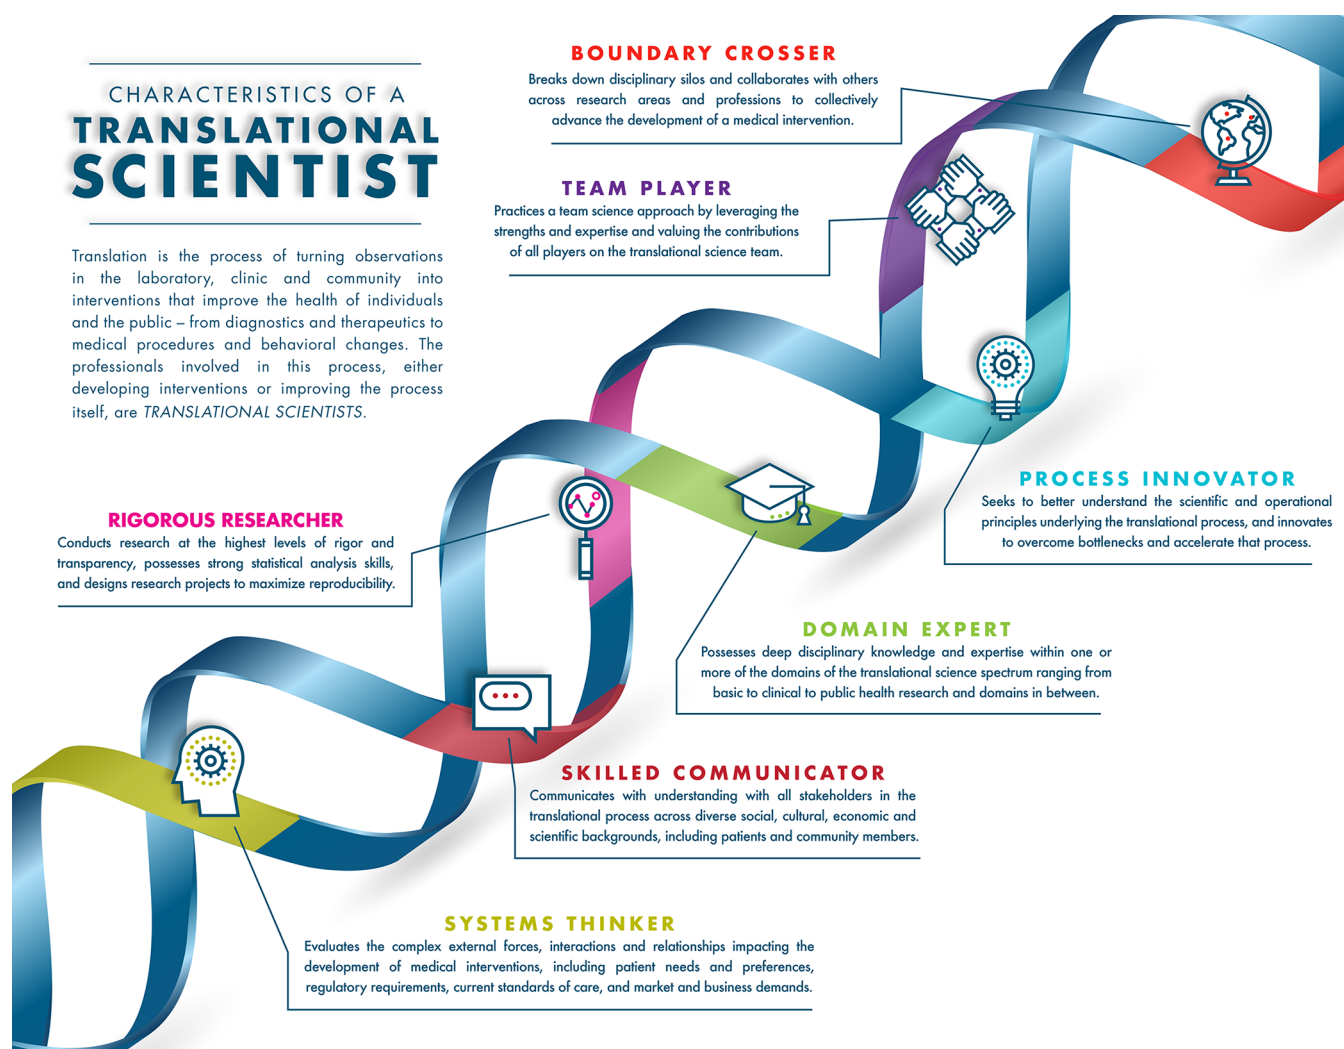 CHARACTERISTICS OF A
TRANSLATIONAL
SCIENTIST
Translation is the process of turning observations
in the laboratory, clinic and community into
interventions that improve the health of individuals
and the public – from diagnostics and therapeutics to
medical procedures and behavioral changes. The
professionals involved in this process, either
developing interventions or improving the process
itself, are TRANSLATIONAL SCIENTISTS.
BOUNDARY CROSSER
Breaks down disciplinary silos and collaborates with others
across research areas and professions to collectively
advance the development of a medical intervention.
TEAM PLAYER
Practices a team science approach by leveraging the
strengths and expertise and valuing the contributions
of all players on the translational science team.
PROCESS INNOVATOR
Seeks to better understand the scientific and operational
principles underlying the translational process, and innovates
to overcome bottlenecks and accelerate that process.
RIGOROUS RESEARCHER
Conducts research at the highest levels of rigor and
transparency, possesses strong statistical analysis skills,
and designs research projects to maximize reproducibility.
DOMAIN EXPERT
Possesses deep disciplinary knowledge and expertise within one or
more of the domains of the translational science spectrum ranging from
basic to clinical to public health research and domains in between.
SKILLED COMMUNICATOR
Communicates with understanding with all stakeholders in the
translational process across diverse social, cultural, economic and
scientific backgrounds, including patients and community members.
SYSTEMS THINKER
Evaluates the complex external forces, interactions and relationships impacting the
development of medical interventions, including patient needs and preferences,
regulatory requirements, current standards of care, and market and business demands.